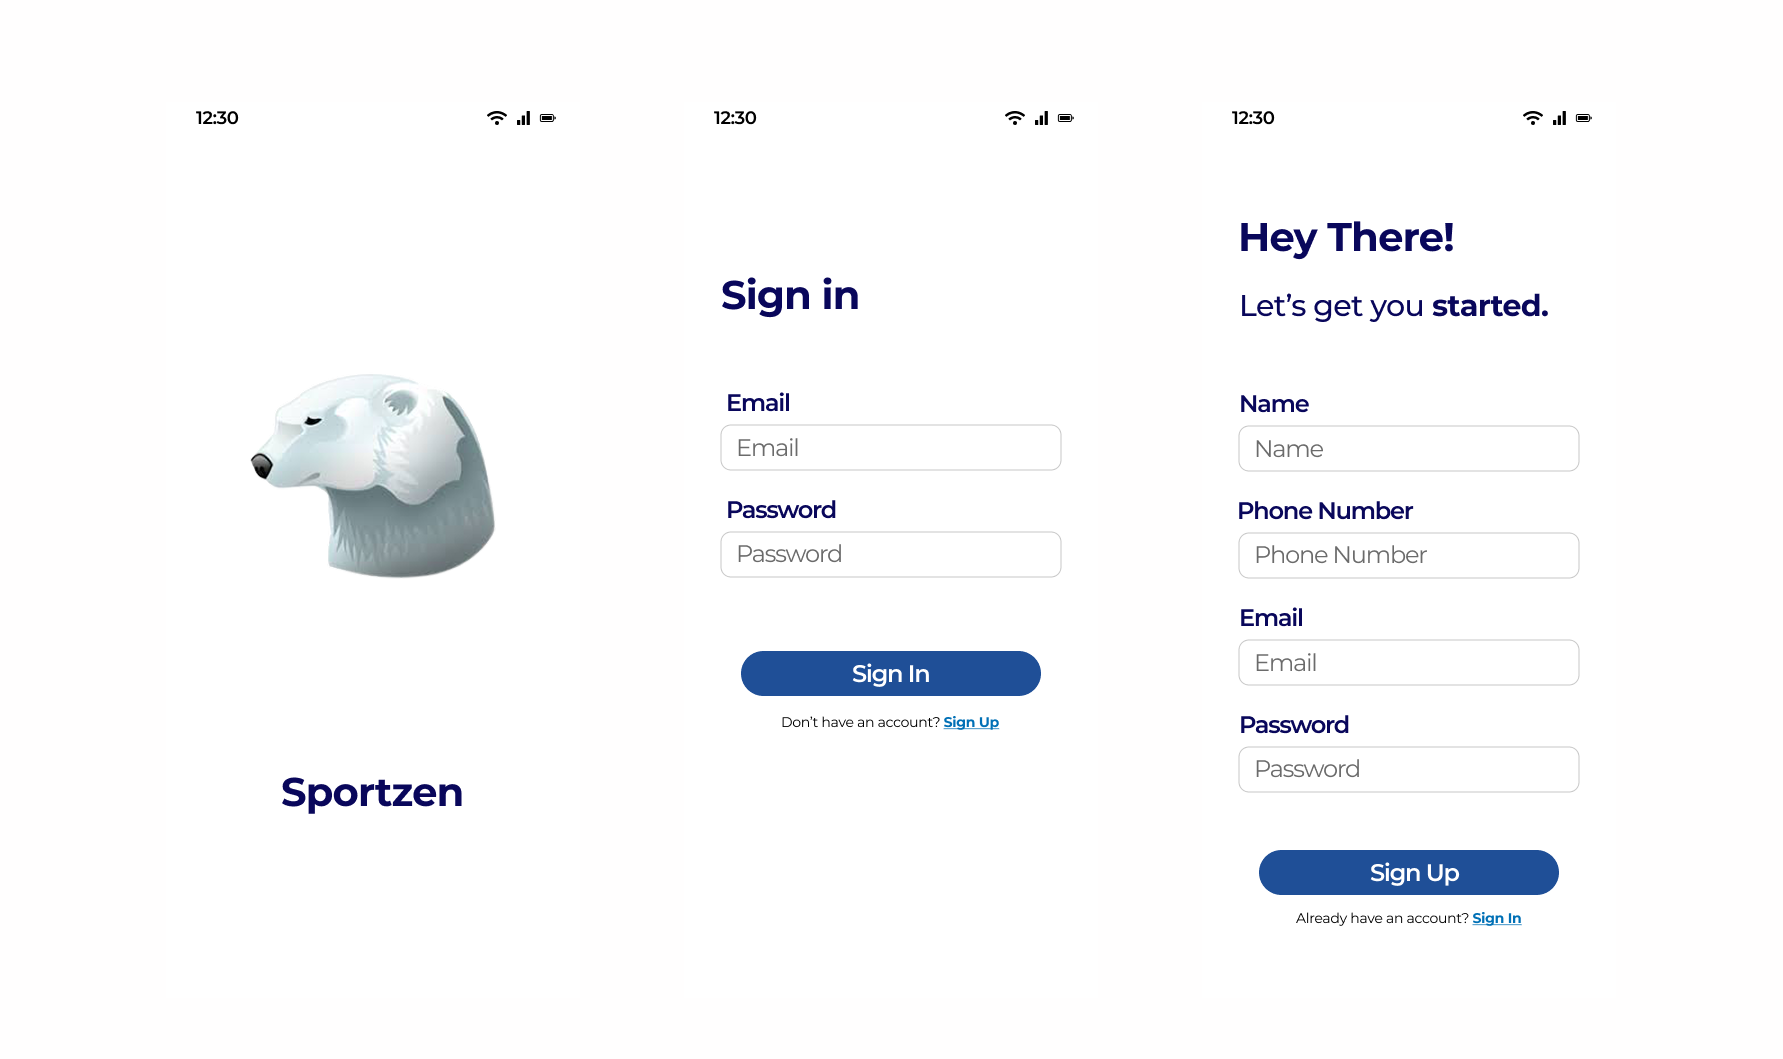 12:30
Sportzen
12:30
Sign in
Email
Email
Password
Password
Sign In
Don’t have an account? Sign Up
12:30
Hey There!
Let’s get you started.
Name
Name
Phone Number
Phone Number
Email
Email
Password
Password
Sign Up
Already have an account? Sign In